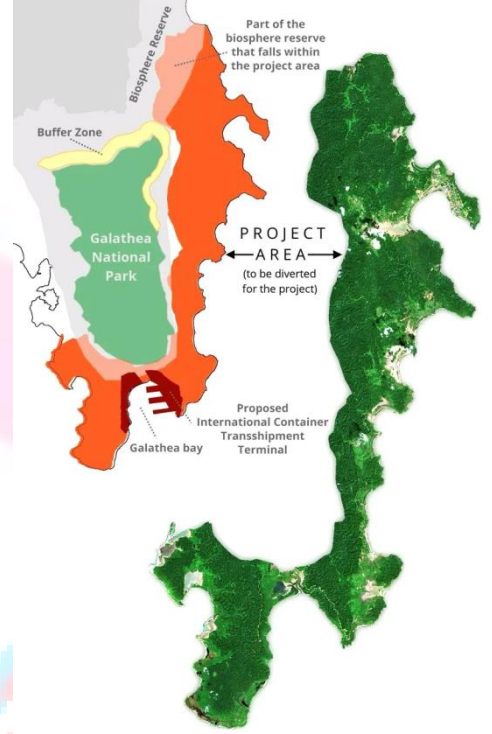 Part of the
biosphere reserve
that falls within
the project area
Biosphere Reserve
Buffer Zone
Galathea
National
Park
PROJECT
AREA
(to be diverted
for the project)
Proposed
International Container
Transshipment
Terminal
Galathea bay